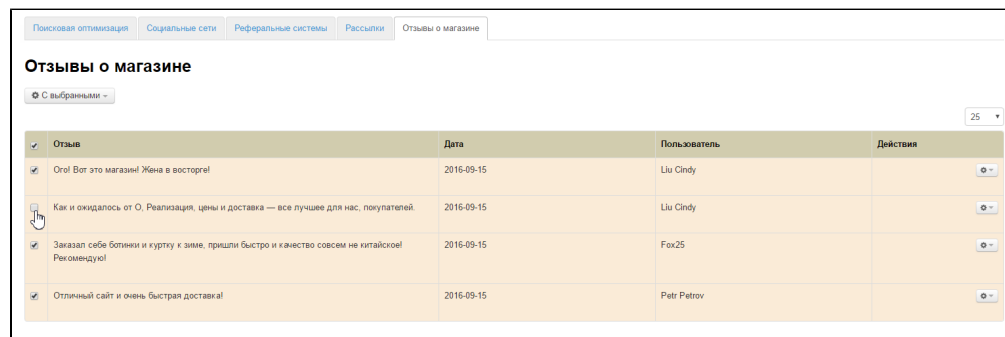 Поисковая оптимизация Социальные сети Реферальные системы Рассылки Отзывы о магазине
Отзывы о магазине
С выбранными
25
Отзыв Дата Пользователь Действия
Ого! Вот это магазин! Жена в восторге! 2016-09-15 Liu Cindy
Как и ожидалось от О, Реализация, цены и доставка — все лучшее для нас, покупателей. 2016-09-15 Liu Cindy
Заказал себе ботинки и куртку к зиме, пришли быстро и качество совсем не китайское! 2016-09-15 Fox25
Рекомендую!
Отличный сайт и очень быстрая доставка! 2016-09-15 Petr Petrov